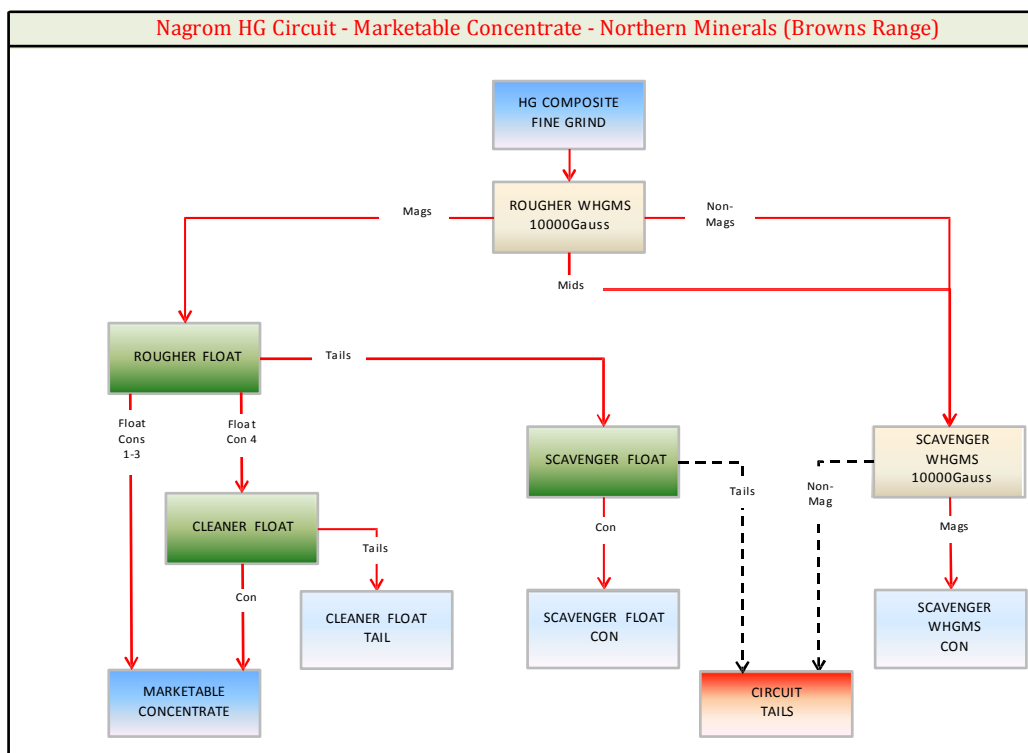 Nagrom HG Circuit - Marketable Concentrate - Northern Minerals (Browns Range)
HG COMPOSITE
FINE GRIND
ROUGHER WHGMS
10000Gauss
Mags
Non-
Mags
Mids
ROUGHER FLOAT
Tails
Float
Cons
1-3
Float
Con 4
SCAVENGER FLOAT
SCAVENGER
WHGMS
10000Gauss
CLEANER FLOAT
Tails
Con
Tails
Non-
Mag
Mags
Con
CLEANER FLOAT
TAIL
SCAVENGER FLOAT
CON
SCAVENGER
WHGMS
CON
MARKETABLE
CONCENTRATE
CIRCUIT
TAILS